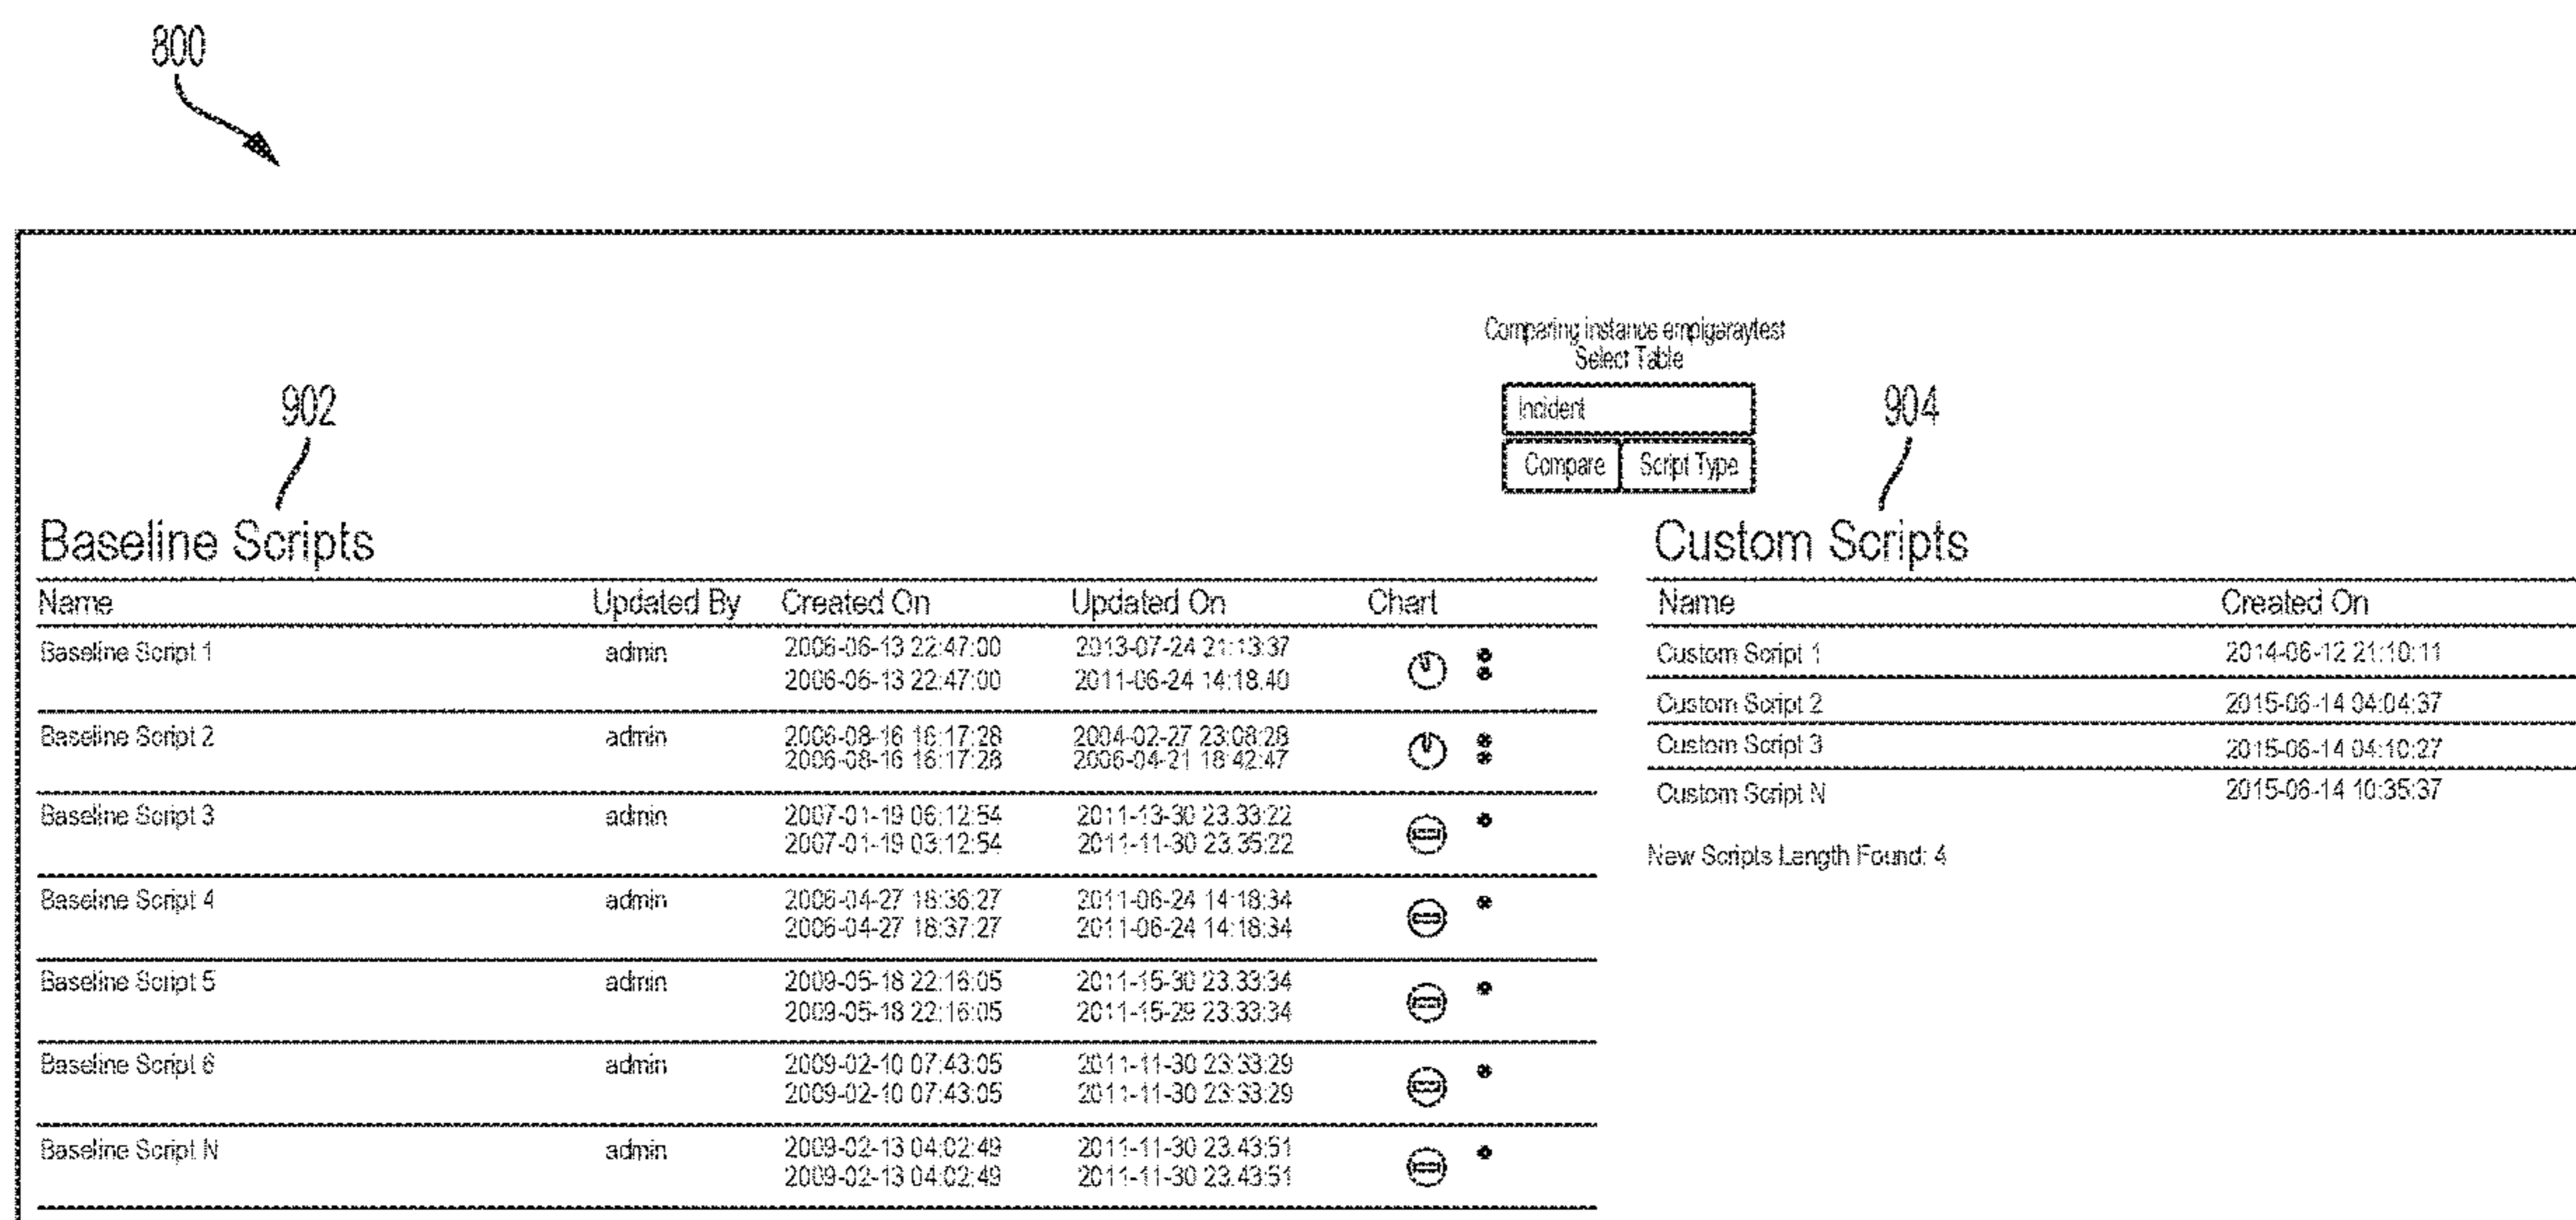 800
Comparing instance empigaraytest
Select Table
902
Incident
904
Compare Script Type
Baseline Scripts
Custom Scripts
Name Updated By Created On Updated On Chart
Name Created On
Baseline Script 1 admin 2006-06-13 22:47:00 2013-07-24 21:13:37
2006-06-13 22:47:00 2011-06-24 14:18.40
Custom Script 1 2014-06-12 21:10:11
Custom Script 2 2015-06-14 04:04:37
Baseline Script 2 admin 2006-08-16 16:17:28 2004-02-27 23:08:28
2006-08-16 16:17:28 2006-04-21 18:42:47
Custom Script 3 2015-06-14 04:10:27
Custom Script N 2015-06-14 10:35:37
Baseline Script 3 admin 2007-01-19 06:12:54 2011-13-30 23.33:22
2007-01-19 03:12:54 2011-11-30 23.35:22
New Scripts Length Found: 4
Baseline Script 4 admin 2006-04-27 18:36:27 2011-06-24 14:18:34
2006-04-27 18:37:27 2011-06-24 14:18:34
Baseline Script 5 admin 2009-05-18 22:16:05 2011-15-30 23.33:34
2009-05-18 22:16:05 2011-15-29 23:33:34
Baseline Script 6 admin 2009-02-10 07:43:05 2011-11-30 23:33:29
2009-02-10 07:43:05 2011-11-30 23:33:29
Baseline Script N admin 2009-02-13 04:02:49 2011-11-30 23.43:51
2009-02-13 04:02:49 2011-11-30 23.43:51